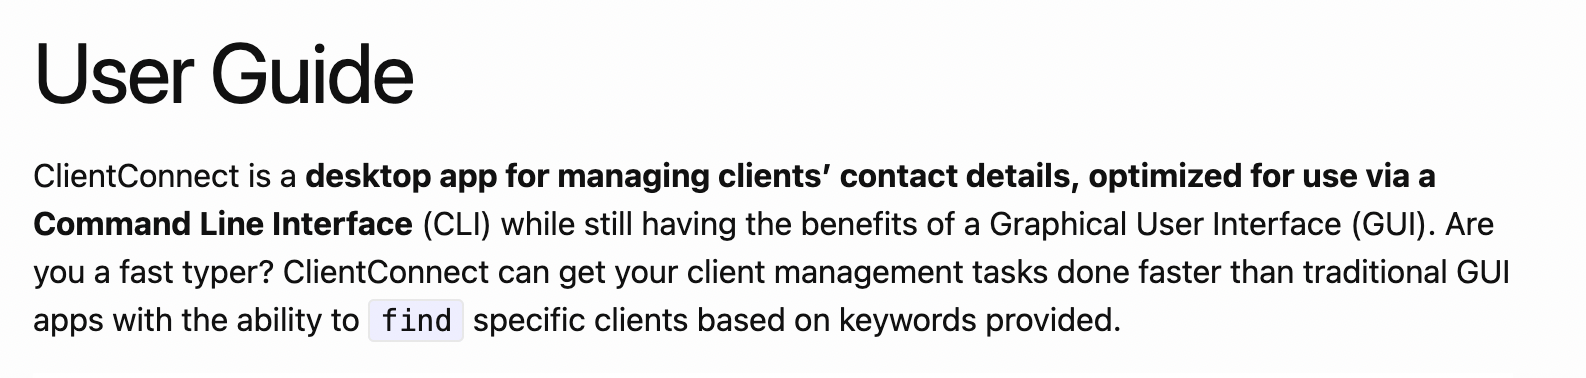 User Guide
ClientConnect is a desktop app for managing clients’ contact details, optimized for use via a
Command Line Interface (CLI) while still having the benefits of a Graphical User Interface (GUI). Are
you a fast typer? ClientConnect can get your client management tasks done faster than traditional GUI
apps with the ability to find specific clients based on keywords provided.